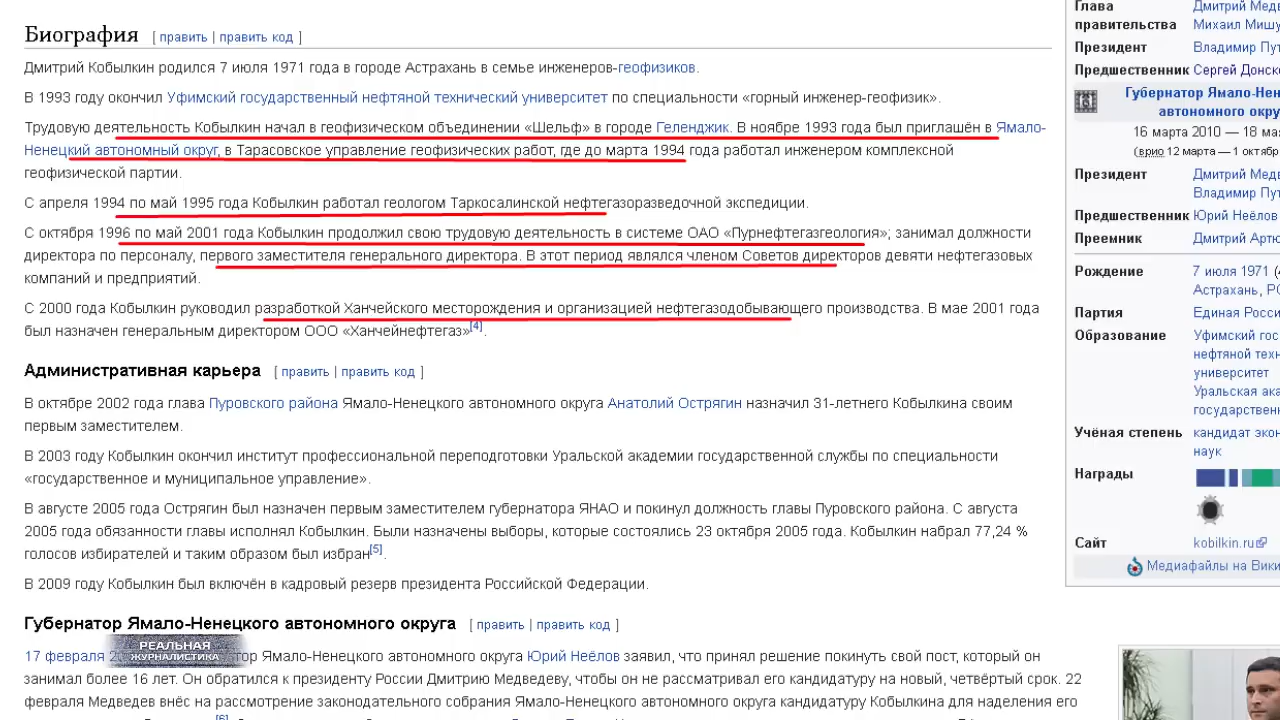 Биография [ править | править код ]
Дмитрий Кобылкин родился 7 июля 1971 года в городе Астрахань в семье инженеров-геофизиков.
В 1993 году окончил Уфимский государственный нефтяной технический университет по специальности «горный инженер-геофизик».
Трудовую деятельность Кобылкин начал в геофизическом объединении «Шельф» в городе Геленджик. В ноябре 1993 года был приглашён в Ямало-
Ненецкий автономный округ, в Тарасовское управление геофизических работ, где до марта 1994 года работал инженером комплексной
геофизической партии.
С апреля 1994 по май 1995 года Кобылкин работал геологом Таркосалинской нефтегазоразведочной экспедиции.
С октября 1996 по май 2001 года Кобылкин продолжил свою трудовую деятельность в системе ОАО «Пурнефтегазгеология»; занимал должности
директора по персоналу, первого заместителя генерального директора. В этот период являлся членом Советов директоров девяти нефтегазовых
компаний и предприятий.
С 2000 года Кобылкин руководил разработкой Ханчейского месторождения и организацией нефтегазодобывающего производства. В мае 2001 года
был назначен генеральным директором ООО «Ханчейнефтегаз»[4].
Административная карьера [ править | править код ]
В октябре 2002 года глава Пуровского района Ямало-Ненецкого автономного округа Анатолий Острягин назначил 31-летнего Кобылкина своим
первым заместителем.
В 2003 году Кобылкин окончил институт профессиональной переподготовки Уральской академии государственной службы по специальности
«государственное и муниципальное управление».
В августе 2005 года Острягин был назначен первым заместителем губернатора ЯНАО и покинул должность главы Пуровского района. С августа
2005 года обязанности главы исполнял Кобылкин. Были назначены выборы, которые состоялись 23 октября 2005 года. Кобылкин набрал 77,24 %
голосов избирателей и таким образом был избран[5].
В 2009 году Кобылкин был включён в кадровый резерв президента Российской Федерации.
Губернатор Ямало-Ненецкого автономного округа [ править | править код ]
17 февраля Ямало-Ненецкого автономного округа Юрий Неёлов заявил, что принял решение покинуть свой пост, который он
занимал более 16 лет. Он обратился к президенту России Дмитрию Медведеву, чтобы он не рассматривал его кандидатуру на новый, четвёртый срок. 22
февраля Медведев внёс на рассмотрение законодательного собрания Ямало-Ненецкого автономного округа кандидатуру Кобылкина для наделения его
[6]
РЕАЛЬНАЯ
ЖУРНАЛИСТИКА
Глава Дмитрий Медв
правительства Михаил Мишу
Президент Владимир Пут
Предшественник Сергей Донск
Губернатор Ямало-Нен
автономного окру
16 марта 2010 — 18 ма
(врио 12 марта — 1 октябр
Президент Дмитрий Медв
Владимир Пут
Предшественник Юрий Неёлов
Преемник Дмитрий Артю
Рождение 7 июля 1971 (
Астрахань, РС
Партия Единая Росси
Образование Уфимский гос
нефтяной техн
университет
Уральская ака
государственн
Учёная степень кандидат экон
наук
Награды
Сайт kobilkin.ru
Медиафайлы на Вики